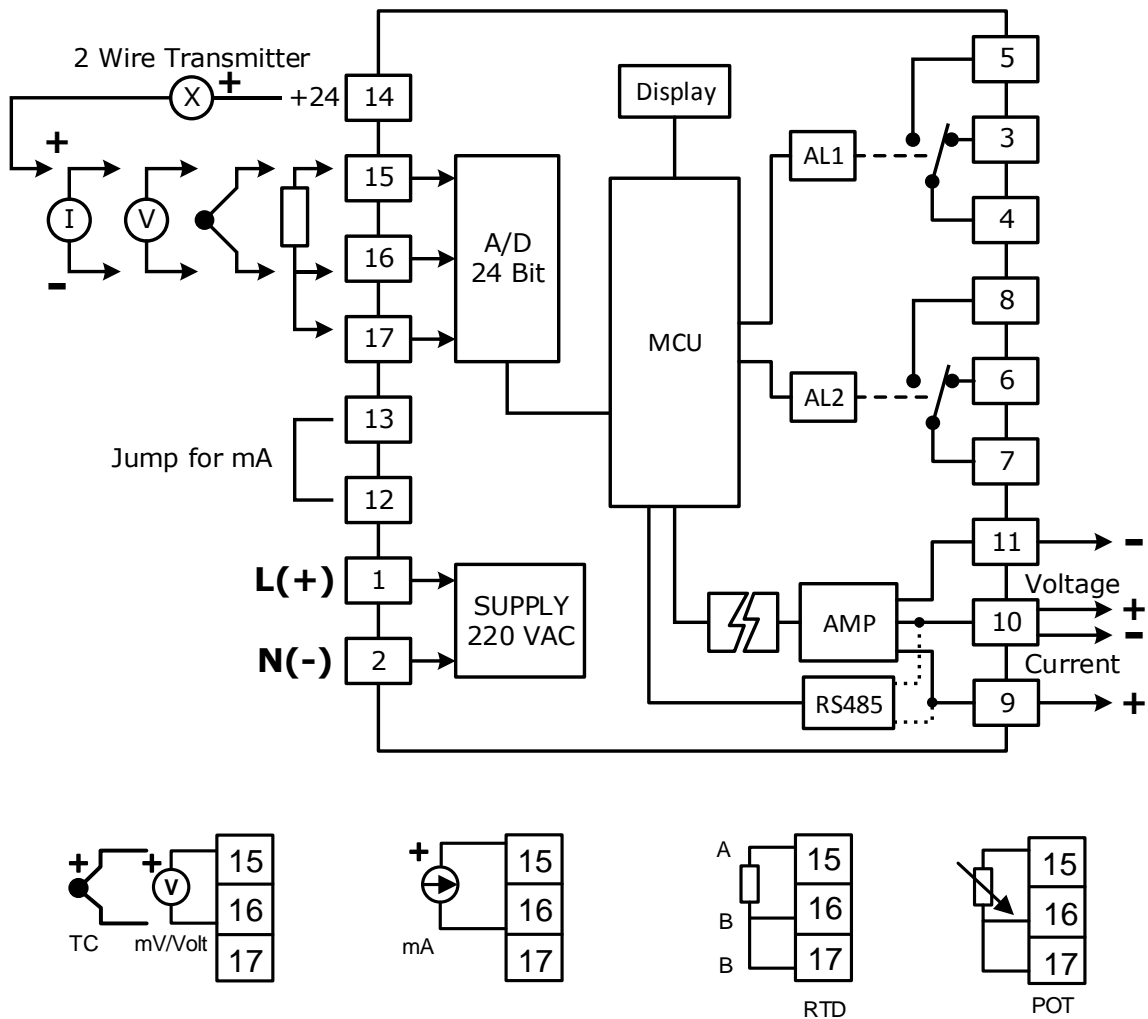 2 Wire Transmitter
X
+
+24
14
5
Display
3
AL1
4
+
I
-
V
15
16
17
A/D
24 Bit
MCU
8
6
AL2
7
13
Jump for mA
12
11
-
Voltage
L(+)
1
SUPPLY
220 VAC
AMP
10
+
-
N(-)
2
Current
RS485
9
+
+
TC
+
V
mV/Volt
15
16
17
+
mA
15
16
17
A
B
B
15
16
17
RTD
15
16
17
POT